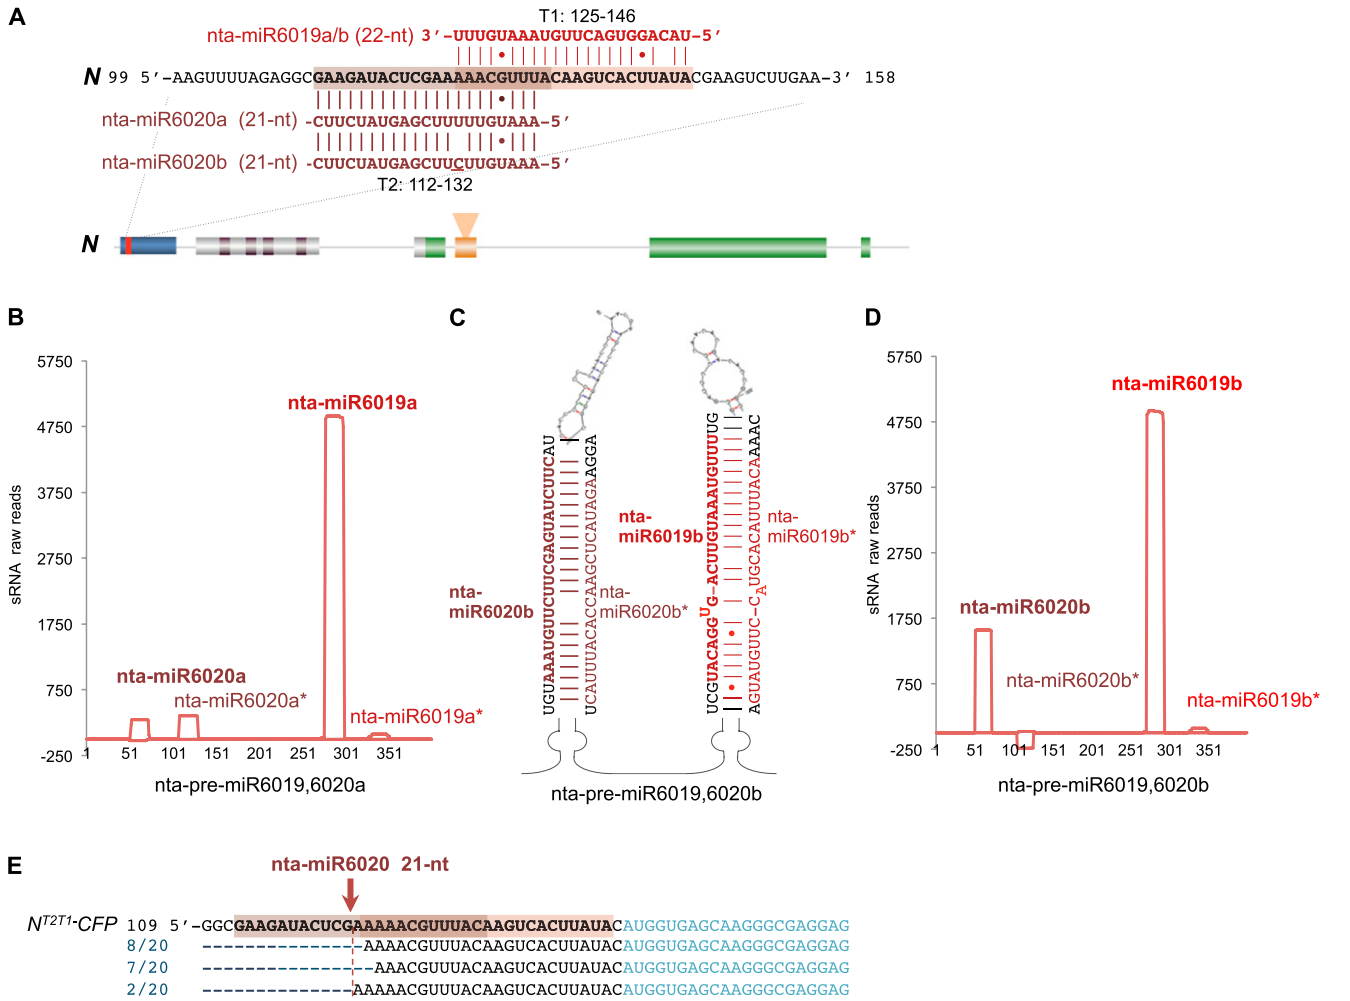 A
T1: 125-146
nta-miR6019a/b (22-nt) 3′-UUUGUAAAUGUUCAGUGGACAU-5′
N 99 5′-AAGUUUUAGAGGCGAAGAUACUCGAAAAACGUUUACAAGUCACUUAUACGAAGUCUUGAA-3′ 158
nta-miR6020a (21-nt) -CUUCUAUGAGCUUUUUGUAAA-5′
nta-miR6020b (21-nt) -CUUCUAUGAGCUUCUUGUAAA-5′
T2: 112-132
N
B
5750
4750
3750
2750
1750
750
-250
sRNA raw reads
nta-miR6019a
nta-miR6020a
nta-miR6020a*
nta-miR6019a*
1 51 101 151 201 251 301 351
nta-pre-miR6019,6020a
C
nta-
miR6020b
UGUAAAUGUUCUUCGAGUAUCUUCAU
UCAUUUACACCAAGCUCAUAGAAGGA
nta-
miR6020b*
nta-
miR6019b
UCGUACAGGUG-ACUUGUAAAUGUUUUG
AGUAUGUUC-CAUGCACAUUUACAAAAC
nta-
miR6019b*
nta-pre-miR6019,6020b
D
5750
4750
3750
2750
1750
750
-250
sRNA raw reads
nta-miR6019b
nta-miR6020b
nta-miR6020b*
nta-miR6019b*
1 51 101 151 201 251 301 351
nta-pre-miR6019,6020b
E
nta-miR6020 21-nt
NT2T1-CFP 109 5′-GGCGAAGAUACUCGAAAAACGUUUACAAGUCACUUAUACAUGGUGAGCAAGGGCGAGGAG
8/20 ---------------AAAACGUUUACAAGUCACUUAUACAUGGUGAGCAAGGGCGAGGAG
7/20 ----------------AAACGUUUACAAGUCACUUAUACAUGGUGAGCAAGGGCGAGGAG
2/20 --------------AAAAACGUUUACAAGUCACUUAUACAUGGUGAGCAAGGGCGAGGAG